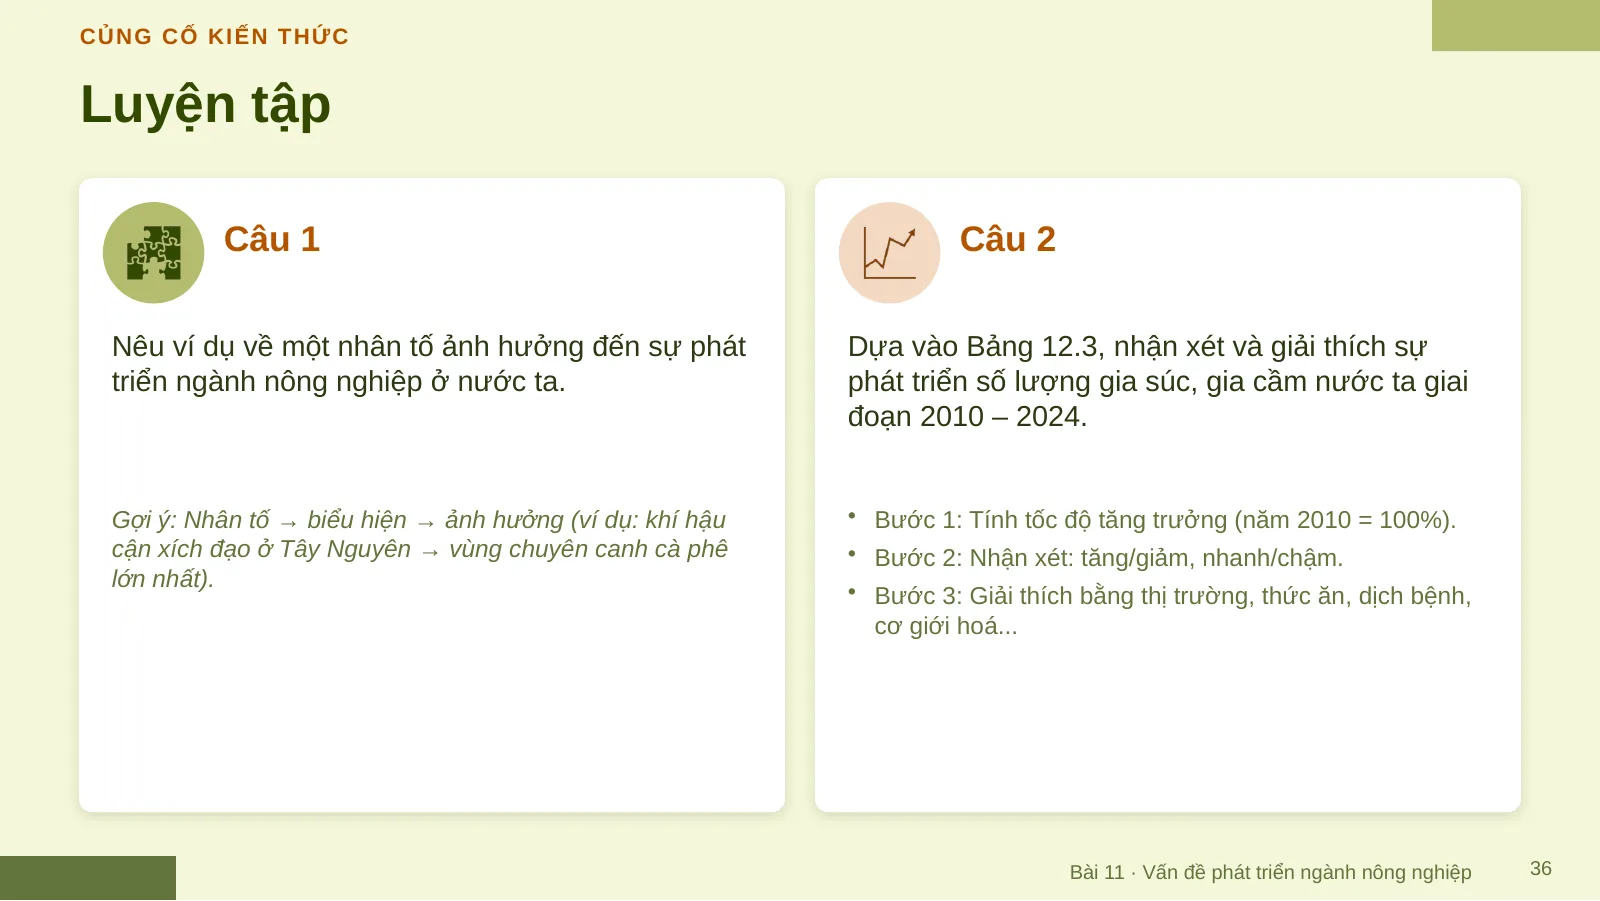 CỦNG CỐ KIẾN THỨC
Luyện tập
Câu 1
Nêu ví dụ về một nhân tố ảnh hưởng đến sự phát
triển ngành nông nghiệp ở nước ta.
Gợi ý: Nhân tố → biểu hiện → ảnh hưởng (ví dụ: khí hậu
cận xích đạo ở Tây Nguyên → vùng chuyên canh cà phê
lớn nhất).
Câu 2
Dựa vào Bảng 12.3, nhận xét và giải thích sự
phát triển số lượng gia súc, gia cầm nước ta giai
đoạn 2010 – 2024.
• Bước 1: Tính tốc độ tăng trưởng (năm 2010 = 100%).
• Bước 2: Nhận xét: tăng/giảm, nhanh/chậm.
• Bước 3: Giải thích bằng thị trường, thức ăn, dịch bệnh,
cơ giới hoá...
Bài 11 · Vấn đề phát triển ngành nông nghiệp
36